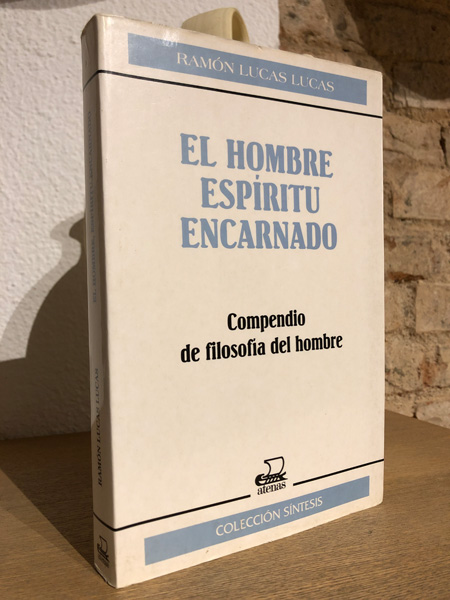 RAMÓN LUCAS LUCAS
EL HOMBRE
ESPÍRITU
ENCARNADO
Compendio
de filosofía del hombre
atenas
COLECCIÓN SÍNTESIS
RAMÓN LUCAS LUCAS